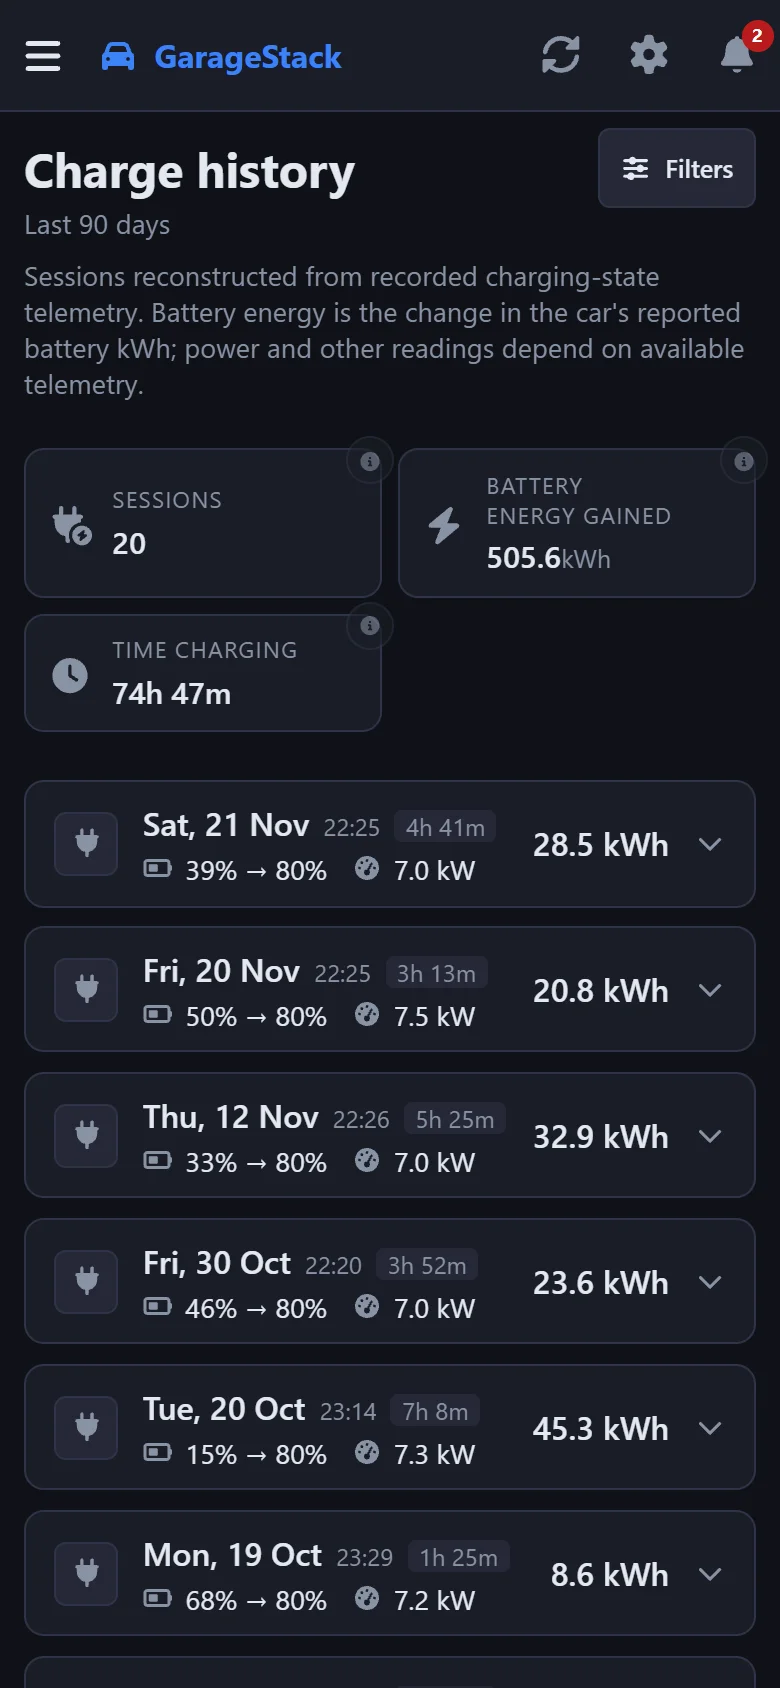 GarageStack
2
Charge history
Filters
Last 90 days
Sessions reconstructed from recorded charging-state
telemetry. Battery energy is the change in the car's reported
battery kWh; power and other readings depend on available
telemetry.
SESSIONS
20
BATTERY
ENERGY GAINED
505.6kWh
TIME CHARGING
74h 47m
Sat, 21 Nov 22:25 4h 41m
39% → 80% 7.0 kW
28.5 kWh
Fri, 20 Nov 22:25 3h 13m
50% → 80% 7.5 kW
20.8 kWh
Thu, 12 Nov 22:26 5h 25m
33% → 80% 7.0 kW
32.9 kWh
Fri, 30 Oct 22:20 3h 52m
46% → 80% 7.0 kW
23.6 kWh
Tue, 20 Oct 23:14 7h 8m
15% → 80% 7.3 kW
45.3 kWh
Mon, 19 Oct 23:29 1h 25m
68% → 80% 7.2 kW
8.6 kWh